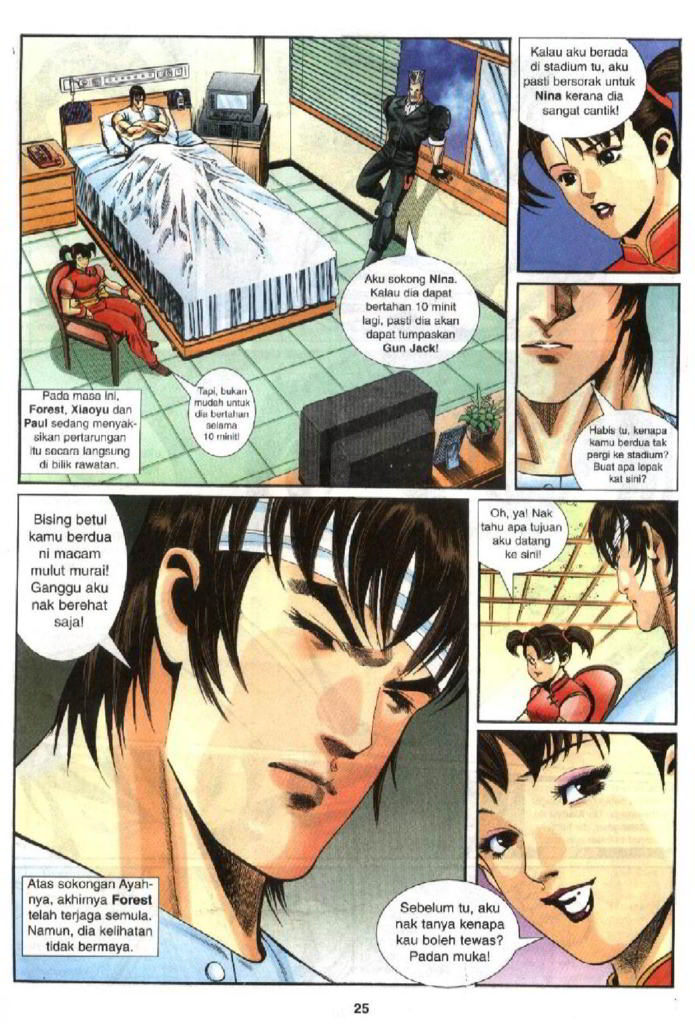 Aku sokong Nina.
Kalau dia dapat
bertahan 10 minit
lagi, pasti dia akan
dapat tumpaskan
Gun Jack!
Tapi, bukan
mudah untuk
dia bertahan
selama
10 minit!
Pada masa ini,
Forest, Xiaoyu dan
Paul sedang menyak-
sikan pertarungan
itu secara langsung
di bilik rawatan.
Kalau aku berada
di stadium tu, aku
pasti bersorak untuk
Nina kerana dia
sangat cantik!
Habis tu, kenapa
kamu berdua tak
pergi ke stadium?
Buat apa lepak
kat sini?
Bising betul
kamu berdua
ni macam
mulut murai!
Ganggu aku
nak berehat
saja!
Atas sokongan Ayah-
nya, akhirnya Forest
telah terjaga semula.
Namun, dia kelihatan
tidak bermaya.
Oh, ya! Nak
tahu apa tujuan
aku datang
ke sini!
Sebelum tu, aku
nak tanya kenapa
kau boleh tewas?
Padan muka!
25